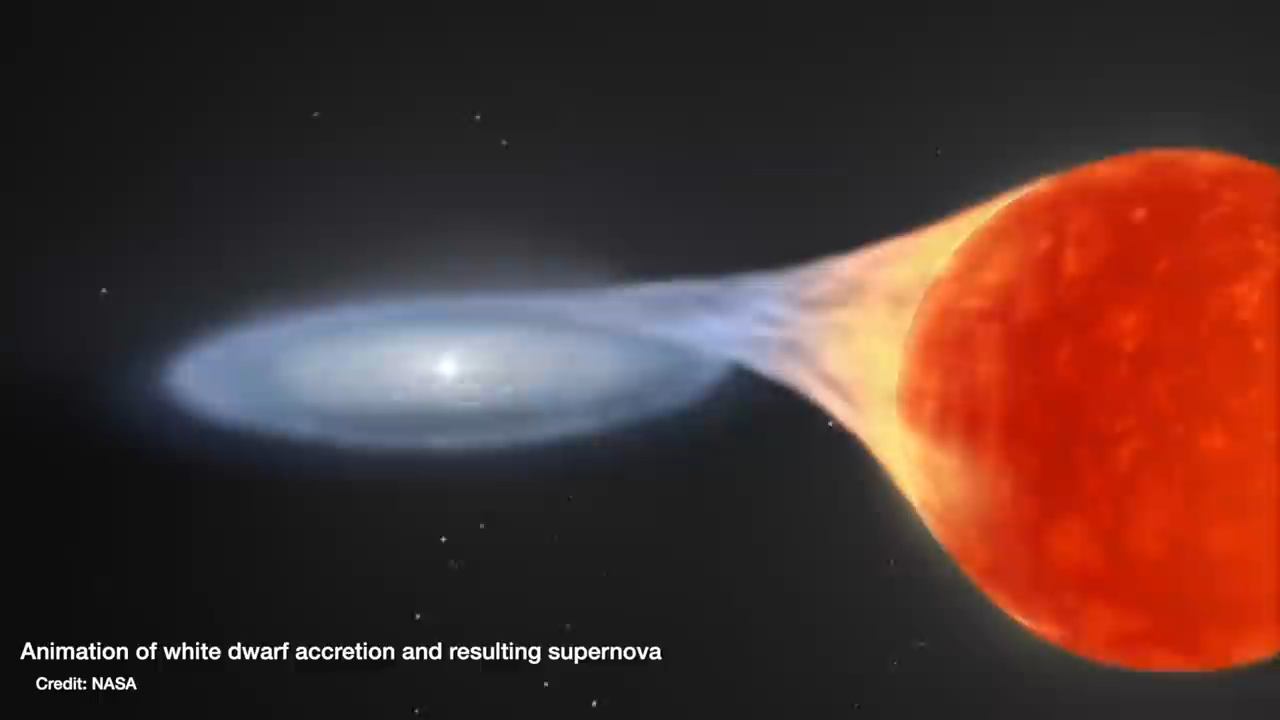 Animation of white dwarf accretion and resulting supernova
Credit: NASA